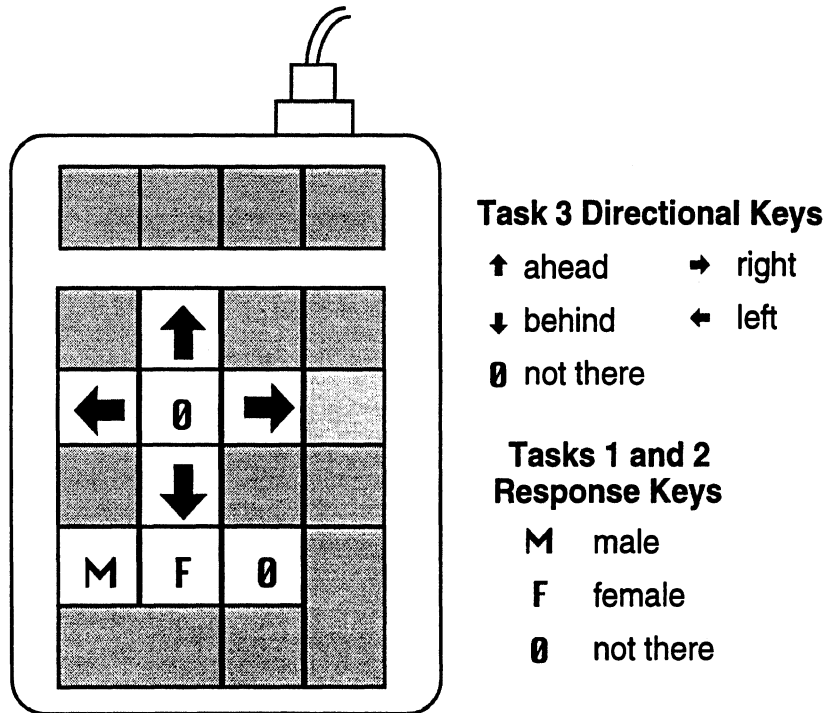 ↑
← 0 →
↓
M F 0
Task 3 Directional Keys
↑ ahead → right
↓ behind ← left
0 not there
Tasks 1 and 2
Response Keys
M male
F female
0 not there